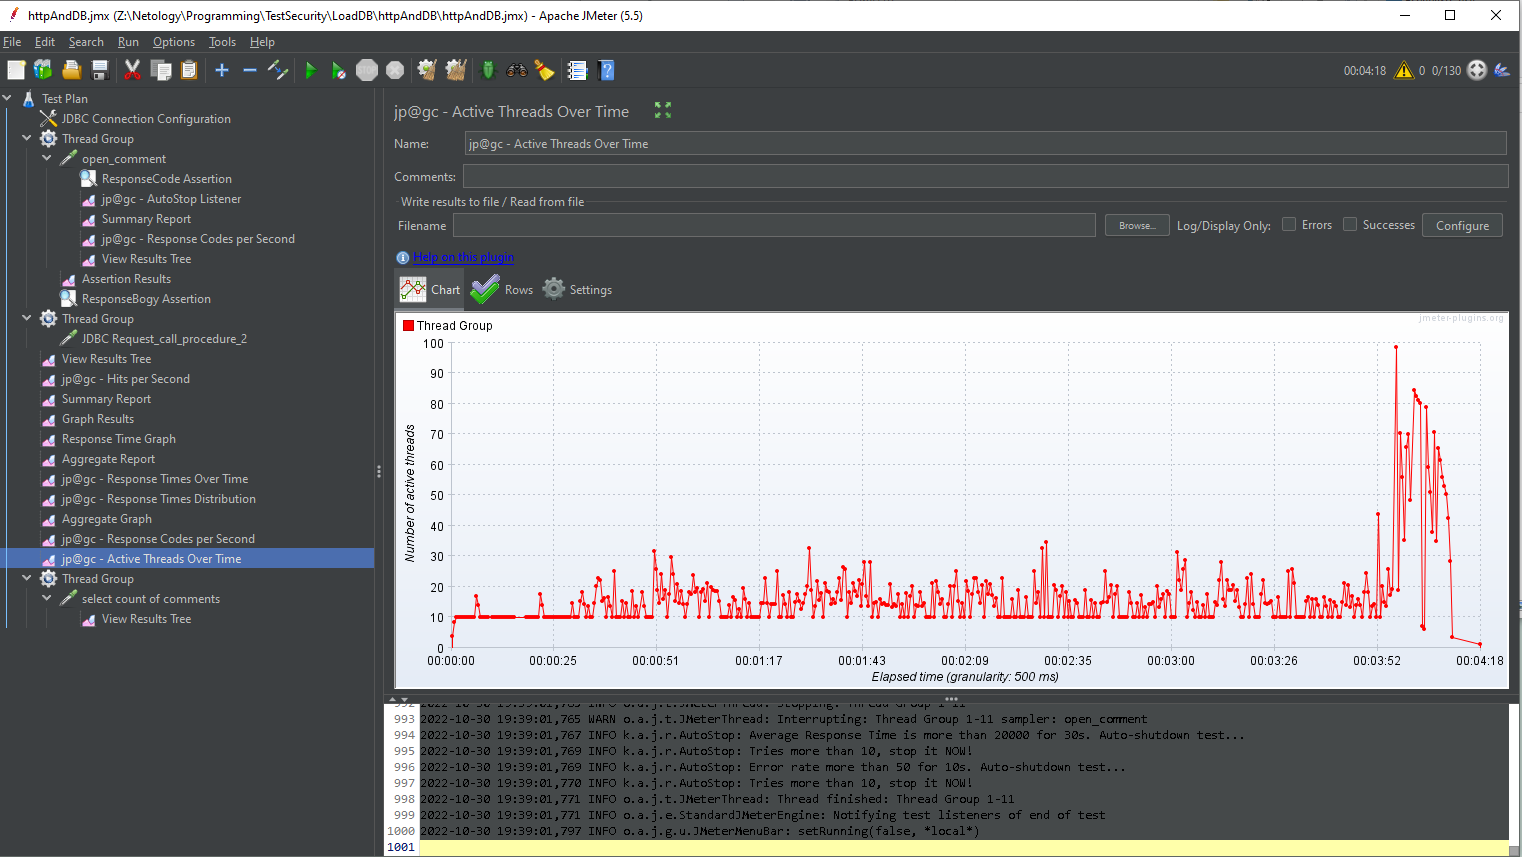 httpAndDB.jmx (Z:\Netology\Programming\TestSecurity\LoadDB\httpAndDB\httpAndDB.jmx) - Apache JMeter (5.5)
File Edit Search Run Options Tools Help
00:04:18 0 0/130
Test Plan
JDBC Connection Configuration
Thread Group
open_comment
ResponseCode Assertion
jp@gc - AutoStop Listener
Summary Report
jp@gc - Response Codes per Second
View Results Tree
Assertion Results
ResponseBogy Assertion
Thread Group
JDBC Request_call_procedure_2
View Results Tree
jp@gc - Hits per Second
Summary Report
Graph Results
Response Time Graph
Aggregate Report
jp@gc - Response Times Over Time
jp@gc - Response Times Distribution
Aggregate Graph
jp@gc - Response Codes per Second
jp@gc - Active Threads Over Time
Thread Group
select count of comments
View Results Tree
jp@gc - Active Threads Over Time
Name: jp@gc - Active Threads Over Time
Comments:
Write results to file / Read from file
Filename Browse... Log/Display Only: Errors Successes Configure
Help on this plugin
Chart Rows Settings
Thread Group
jmeter-plugins.org
100
90
80
70
60
50
40
30
20
10
0
Number of active threads
00:00:00 00:00:25 00:00:51 00:01:17 00:01:43 00:02:09 00:02:35 00:03:00 00:03:26 00:03:52 00:04:18
Elapsed time (granularity: 500 ms)
992 2022-10-30 19:39:01,765 INFO o.a.j.t.JMeterThread: Stopping: Thread Group 1-11
993 2022-10-30 19:39:01,765 WARN o.a.j.t.JMeterThread: Interrupting: Thread Group 1-11 sampler: open_comment
994 2022-10-30 19:39:01,767 INFO k.a.j.r.AutoStop: Average Response Time is more than 20000 for 30s. Auto-shutdown test...
995 2022-10-30 19:39:01,769 INFO k.a.j.r.AutoStop: Tries more than 10, stop it NOW!
996 2022-10-30 19:39:01,769 INFO k.a.j.r.AutoStop: Error rate more than 50 for 10s. Auto-shutdown test...
997 2022-10-30 19:39:01,770 INFO k.a.j.r.AutoStop: Tries more than 10, stop it NOW!
998 2022-10-30 19:39:01,771 INFO o.a.j.t.JMeterThread: Thread finished: Thread Group 1-11
999 2022-10-30 19:39:01,771 INFO o.a.j.e.StandardJMeterEngine: Notifying test listeners of end of test
1000 2022-10-30 19:39:01,797 INFO o.a.j.g.u.JMeterMenuBar: setRunning(false, *local*)
1001